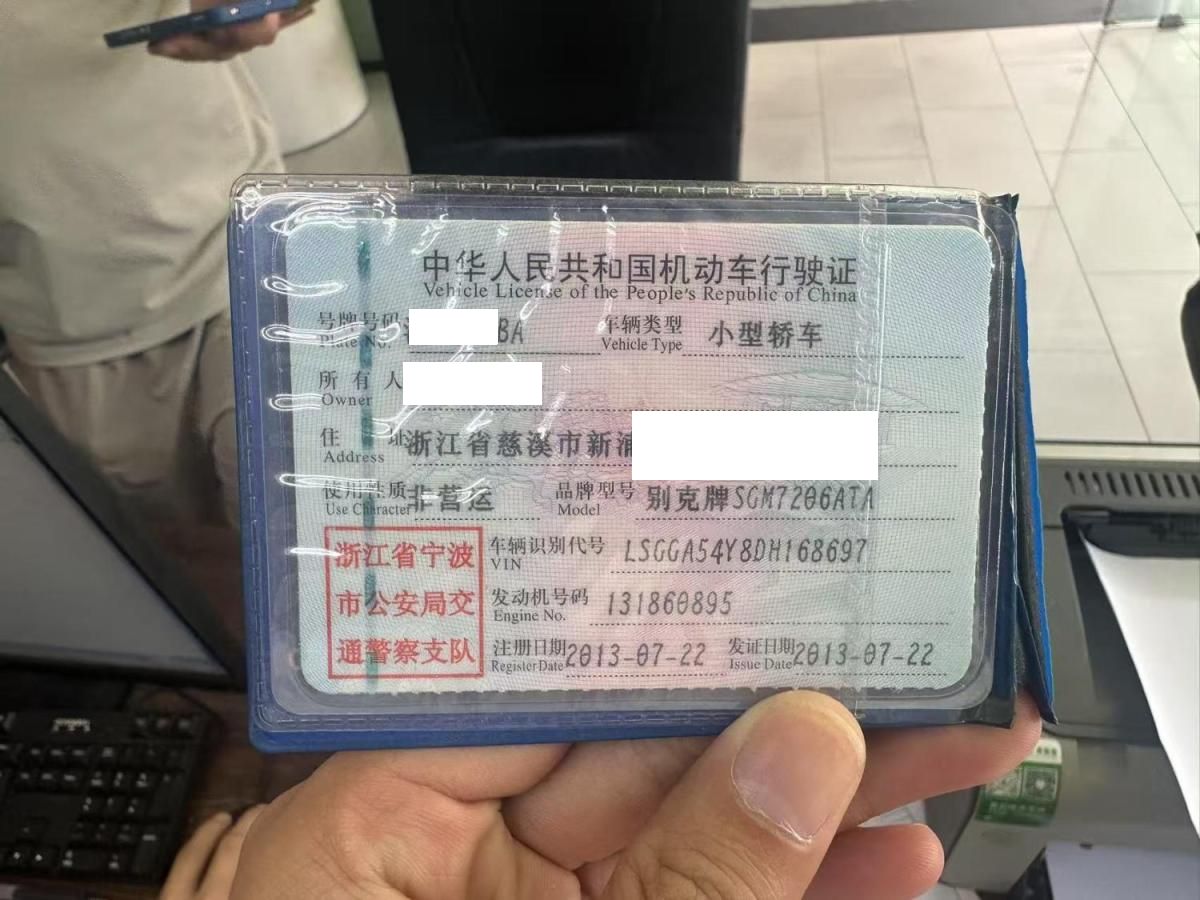 中华人民共和国机动车行驶证
Vehicle License of the People's Republic of China
号牌号码 BA 车辆类型 小型轿车
Plate No. Vehicle Type
所有人
Owner
住址 浙江省慈溪市新浦
Address
使用性质 非营运 品牌型号 别克牌SGM7206ATA
Use Character Model
浙江省宁波 车辆识别代号 LSGGA54Y8DH168697
VIN
市公安局交 发动机号码 131860895
Engine No.
通警察支队 注册日期 2013-07-22 发证日期 2013-07-22
Register Date Issue Date